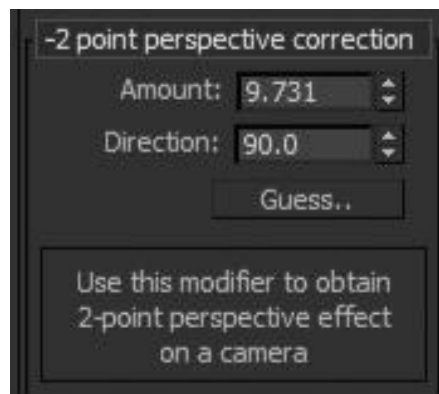 -2 point perspective correction
Amount: 9.731
Direction: 90.0
Guess..
Use this modifier to obtain
2-point perspective effect
on a camera